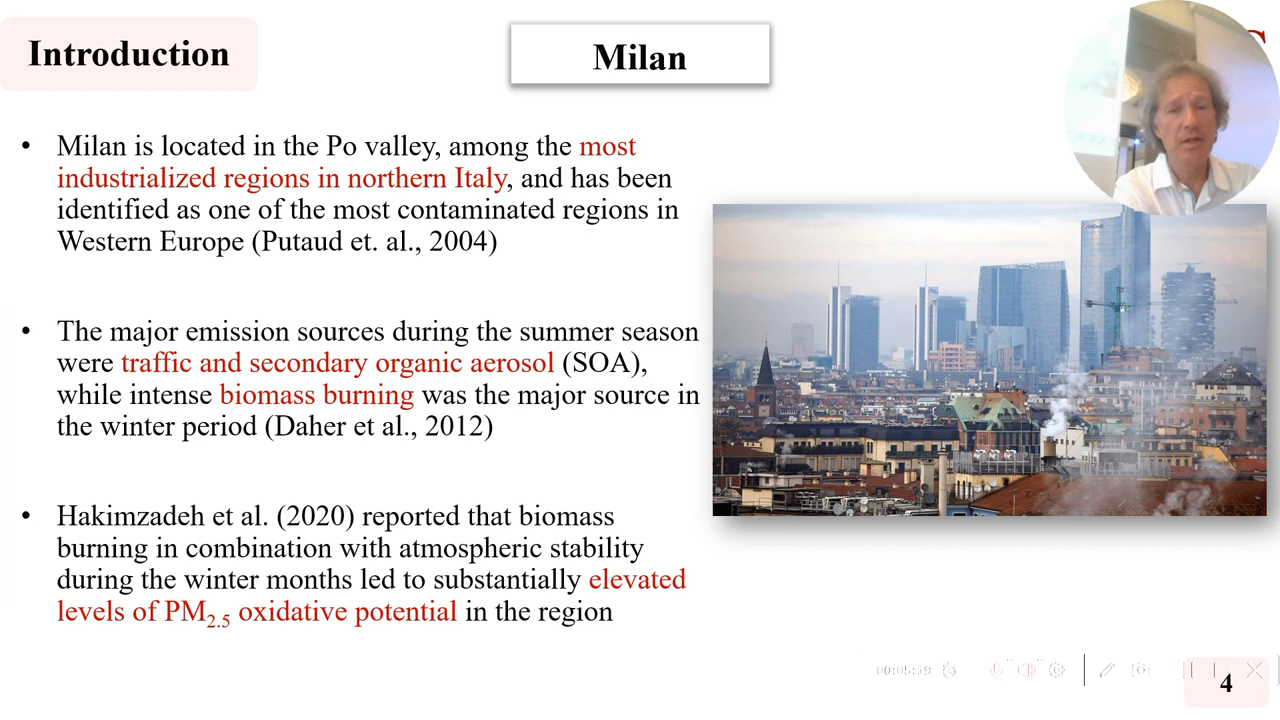 Introduction
Milan
• Milan is located in the Po valley, among the most
industrialized regions in northern Italy, and has been
identified as one of the most contaminated regions in
Western Europe (Putaud et. al., 2004)
• The major emission sources during the summer season
were traffic and secondary organic aerosol (SOA),
while intense biomass burning was the major source in
the winter period (Daher et al., 2012)
• Hakimzadeh et al. (2020) reported that biomass
burning in combination with atmospheric stability
during the winter months led to substantially elevated
levels of PM2.5 oxidative potential in the region
4